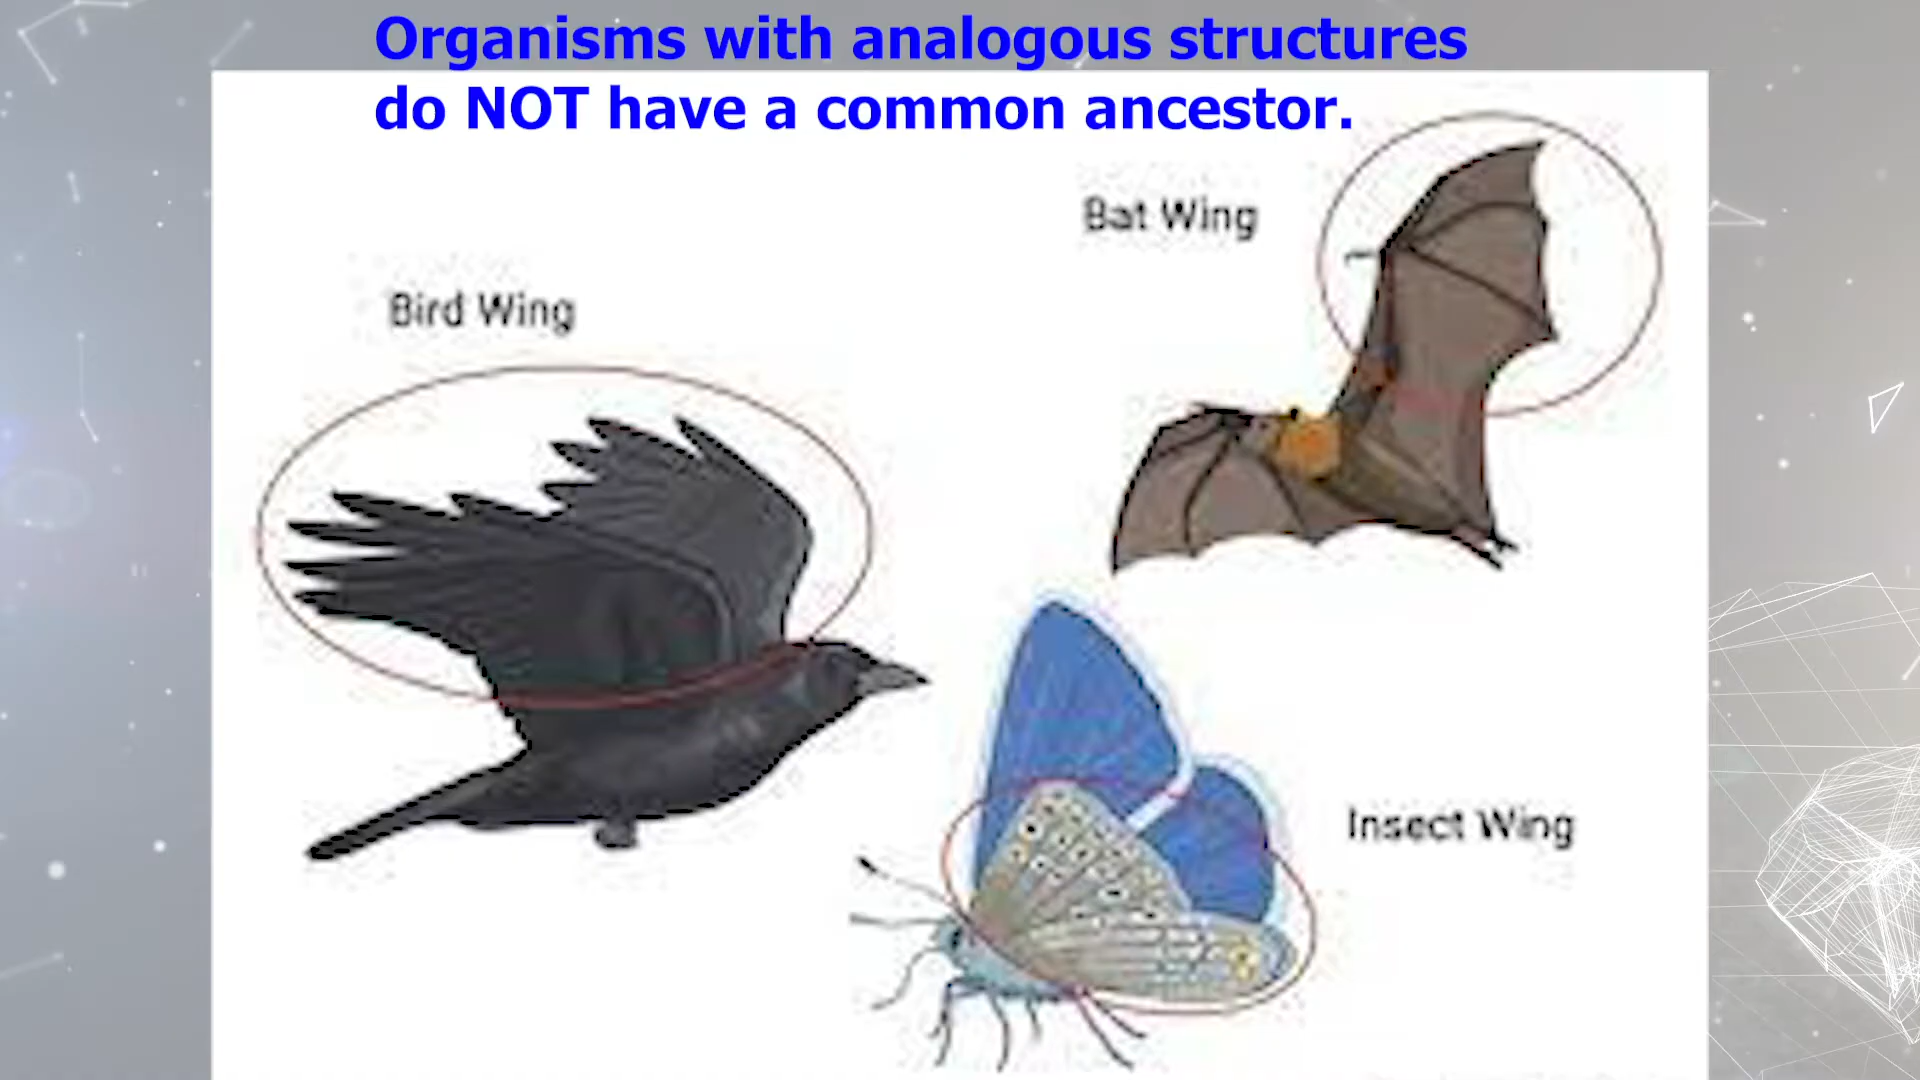 Organisms with analogous structures
do NOT have a common ancestor.
Bat Wing
Bird Wing
Insect Wing